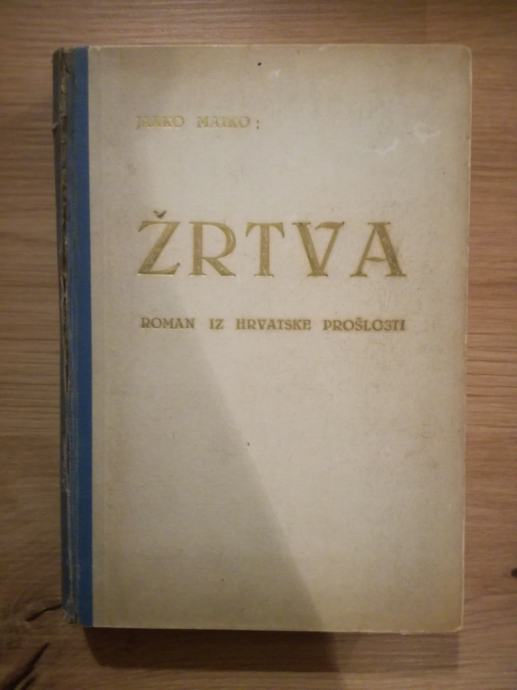 JANKO MATKO:
ŽRTVA
ROMAN IZ HRVATSKE PROŠLOSTI